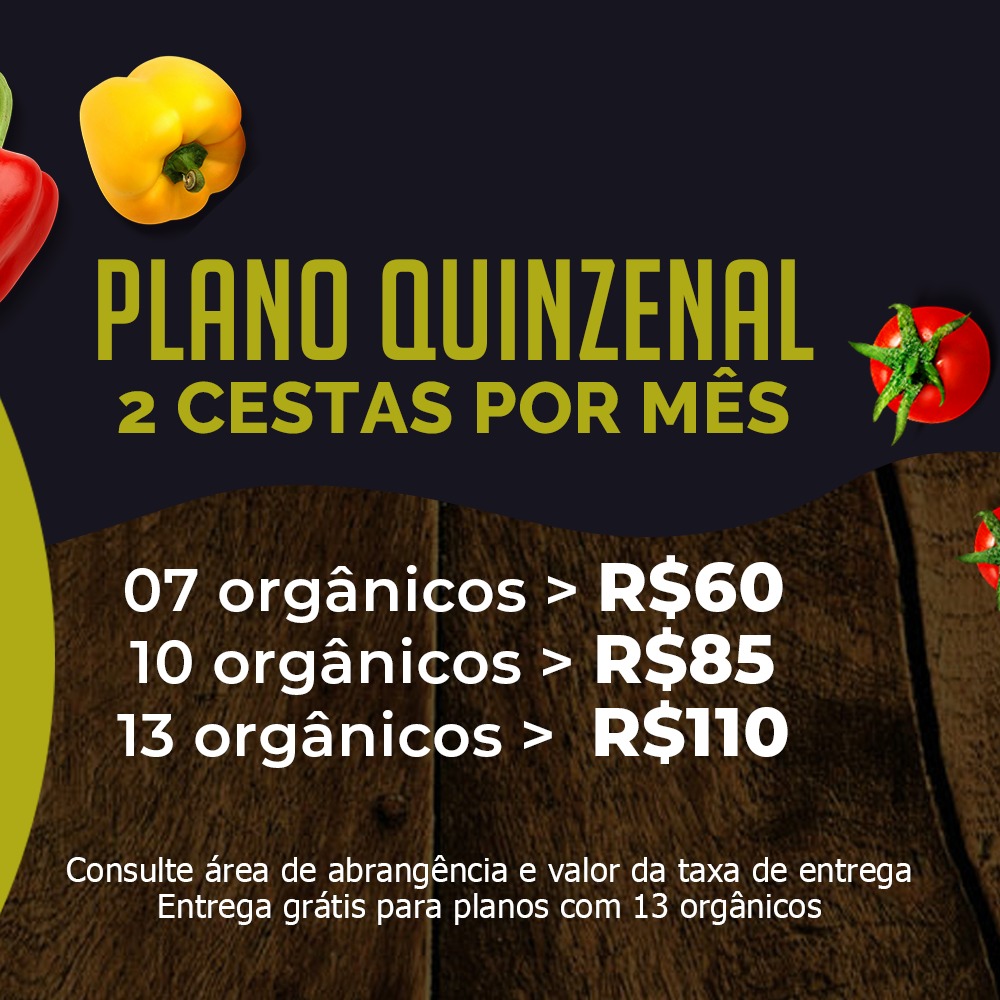 PLANO QUINZENAL
2 CESTAS POR MÊS
07 orgânicos > R$60
10 orgânicos > R$85
13 orgânicos > R$110
Consulte área de abrangência e valor da taxa de entrega
Entrega grátis para planos com 13 orgânicos